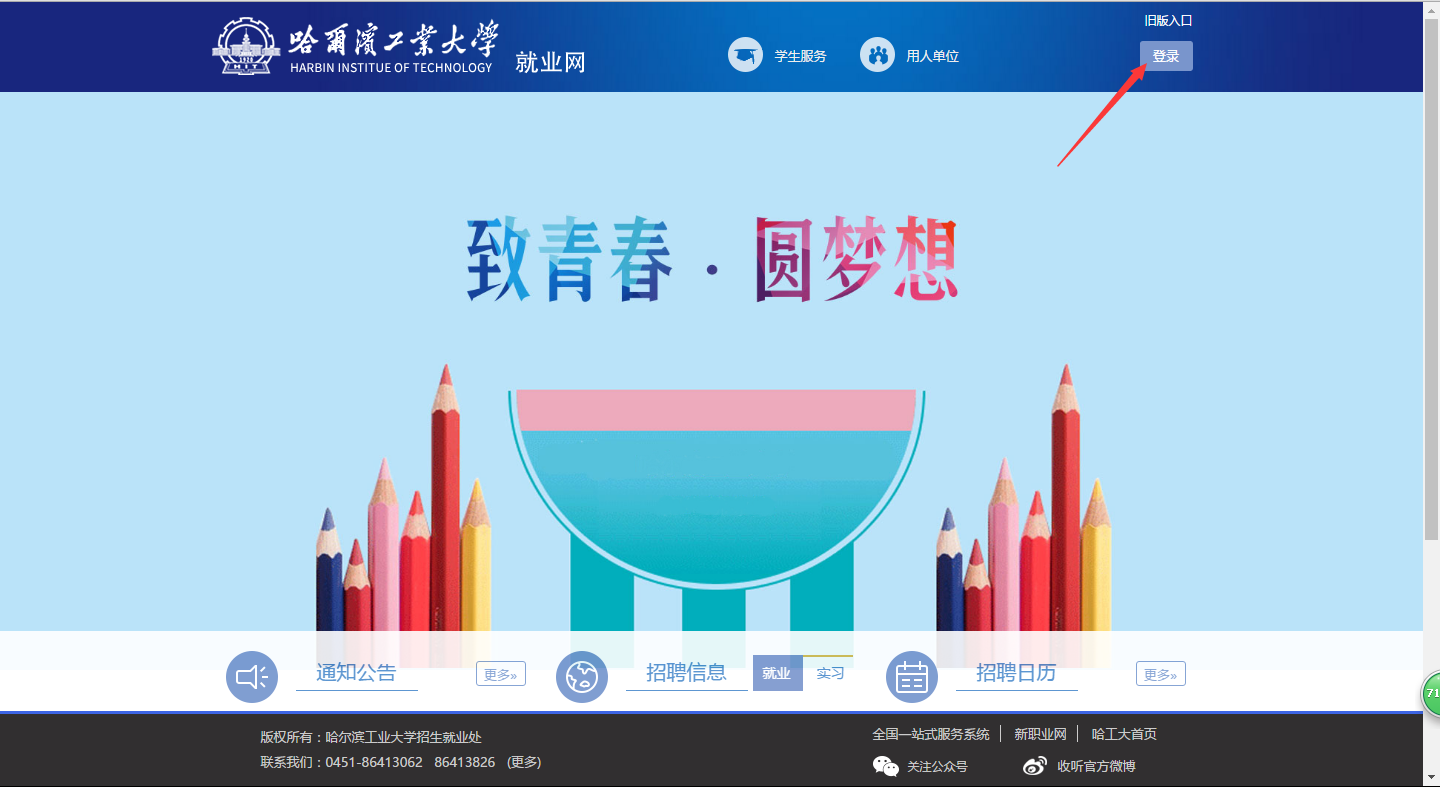 哈爾濱工業大學
HARBIN INSTITUE OF TECHNOLOGY
就业网
学生服务
用人单位
旧版入口
登录
致青春·圆梦想
通知公告
更多»
招聘信息
就业
实习
招聘日历
更多»
版权所有：哈尔滨工业大学招生就业处
联系我们：0451-86413062 86413826 (更多)
全国一站式服务系统
新职业网
哈工大首页
关注公众号
收听官方微博
71